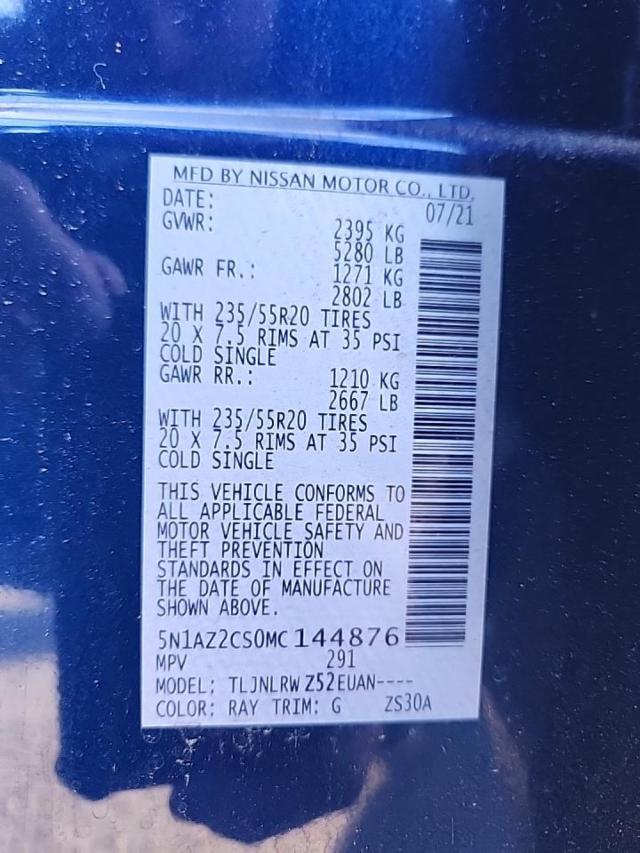 MFD BY NISSAN MOTOR CO., LTD.
DATE: 07/21
GVWR: 2395 KG
5280 LB
GAWR FR.: 1271 KG
2802 LB
WITH 235/55R20 TIRES
20 X 7.5 RIMS AT 35 PSI
COLD SINGLE
GAWR RR.: 1210 KG
2667 LB
WITH 235/55R20 TIRES
20 X 7.5 RIMS AT 35 PSI
COLD SINGLE
THIS VEHICLE CONFORMS TO
ALL APPLICABLE FEDERAL
MOTOR VEHICLE SAFETY AND
THEFT PREVENTION
STANDARDS IN EFFECT ON
THE DATE OF MANUFACTURE
SHOWN ABOVE.
5N1AZ2CS0MC144876
MPV 291
MODEL: TLJNLRW Z52EUAN----
COLOR: RAY TRIM: G ZS30A